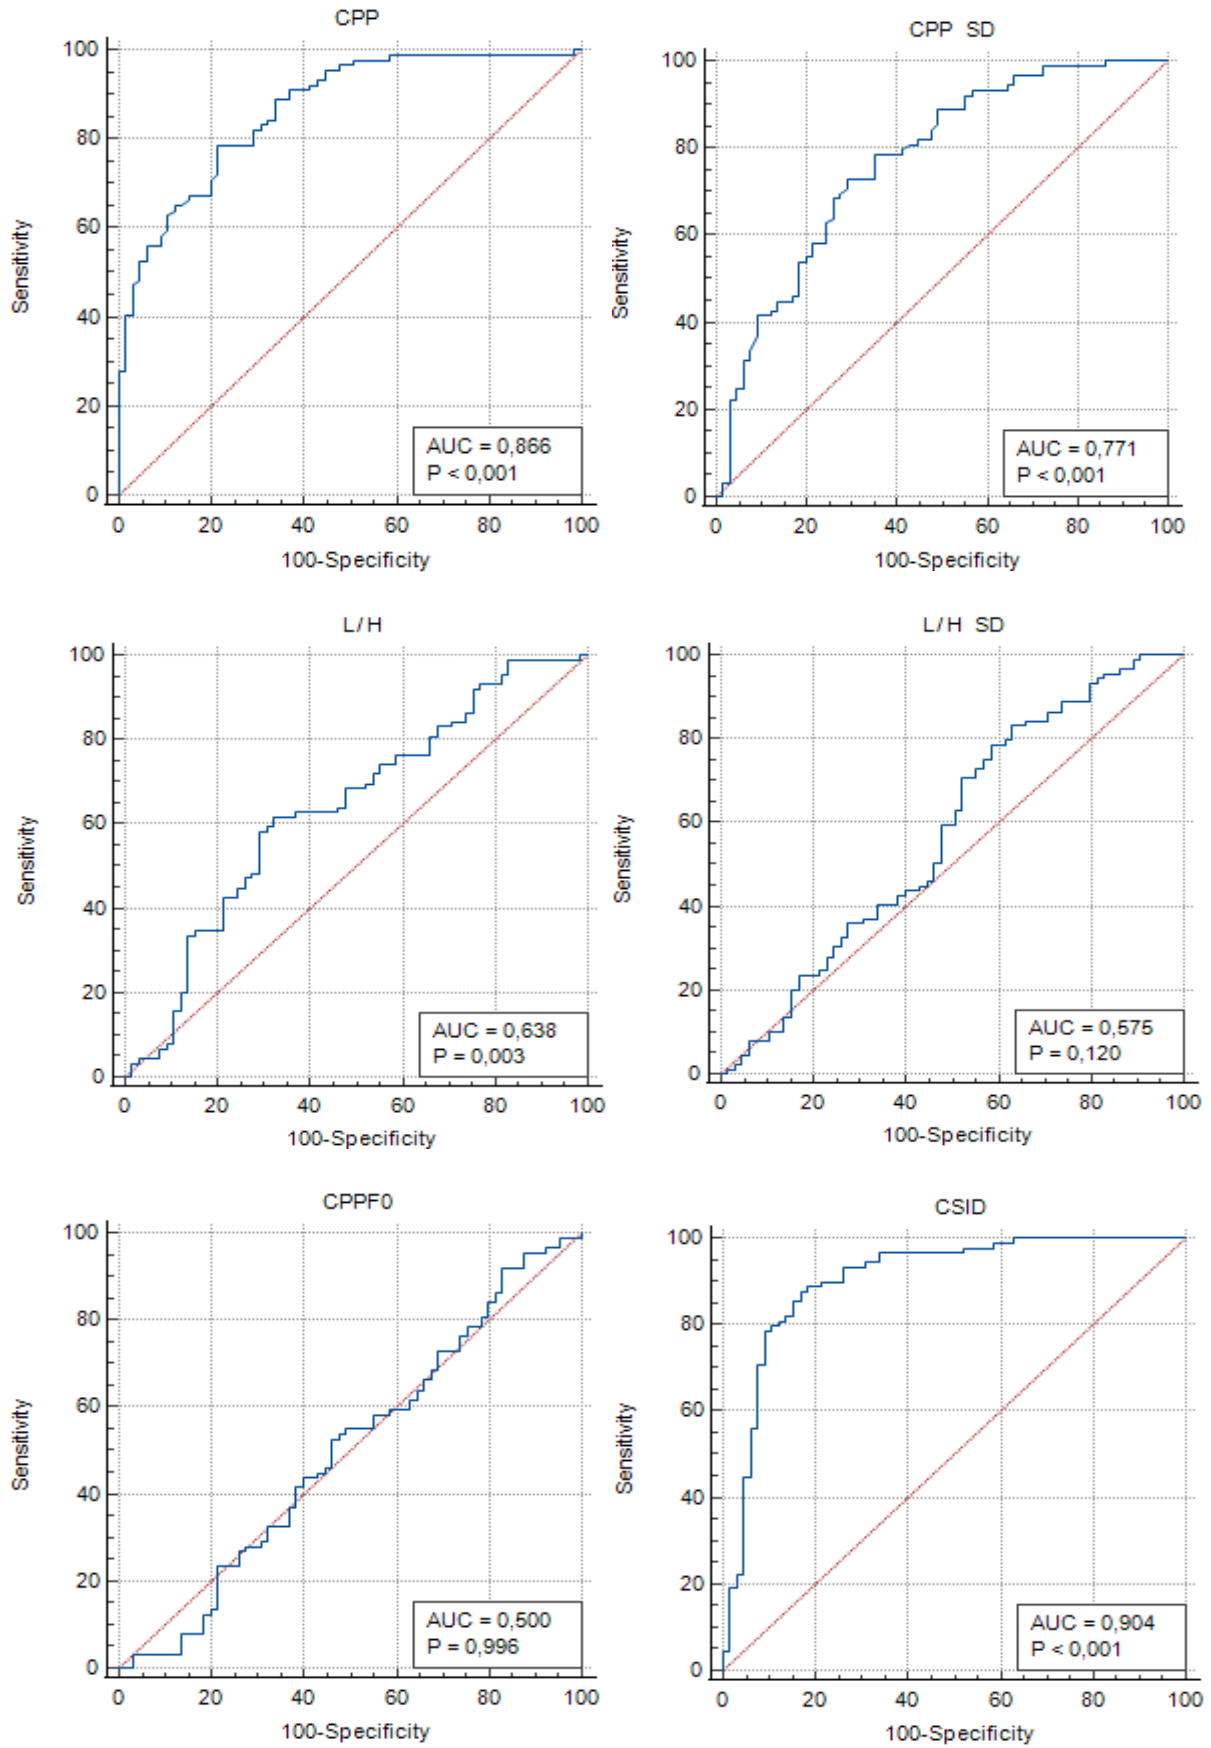 CPP
100
80
60
40
20
0
Sensitivity
AUC = 0,866
P < 0,001
0 20 40 60 80 100
100-Specificity
CPP SD
100
80
60
40
20
0
Sensitivity
AUC = 0,771
P < 0,001
0 20 40 60 80 100
100-Specificity
L/H
100
80
60
40
20
0
Sensitivity
AUC = 0,638
P = 0,003
0 20 40 60 80 100
100-Specificity
L/H SD
100
80
60
40
20
0
Sensitivity
AUC = 0,575
P = 0,120
0 20 40 60 80 100
100-Specificity
CPPF0
100
80
60
40
20
0
Sensitivity
AUC = 0,500
P = 0,996
0 20 40 60 80 100
100-Specificity
CSID
100
80
60
40
20
0
Sensitivity
AUC = 0,904
P < 0,001
0 20 40 60 80 100
100-Specificity